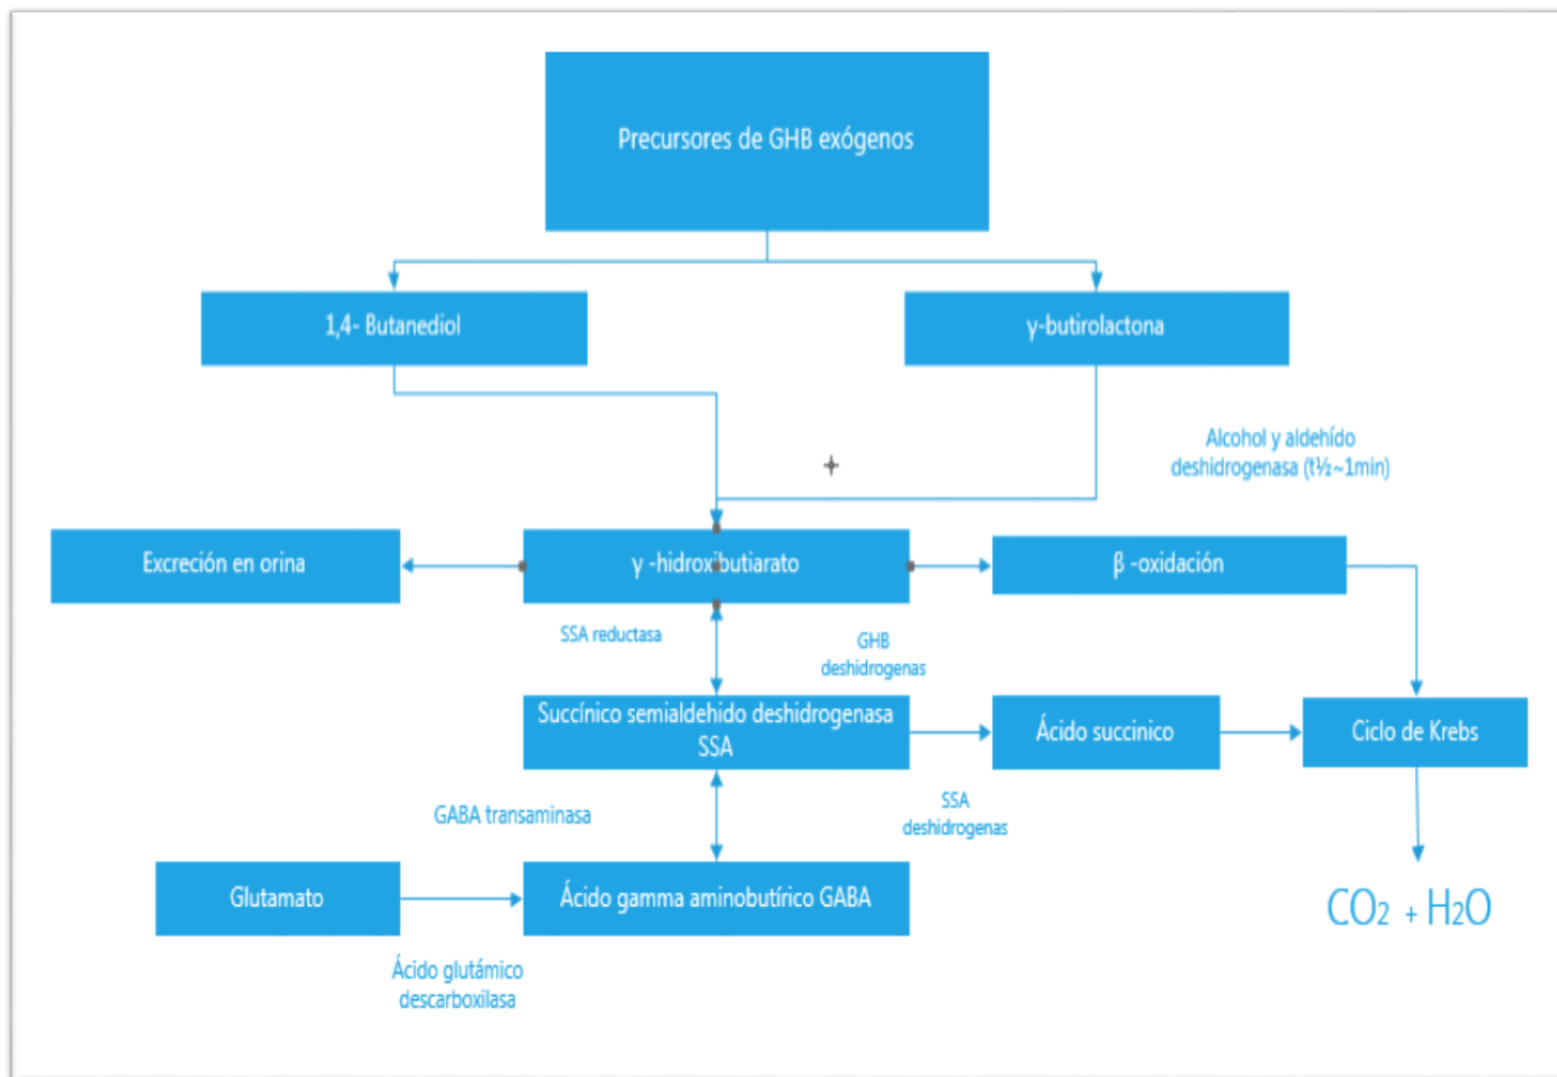 Precursores de GHB exógenos
1,4- Butanediol
γ-butirolactona
Alcohol y aldehído
deshidrogenasa (t½~1min)
Excreción en orina
γ -hidroxibutiarato
β -oxidación
SSA reductasa
GHB
deshidrogenas
Succínico semialdehido deshidrogenasa
SSA
Ácido succinico
Ciclo de Krebs
GABA transaminasa
SSA
deshidrogenas
Glutamato
Ácido gamma aminobutírico GABA
CO2 + H2O
Ácido glutámico
descarboxilasa